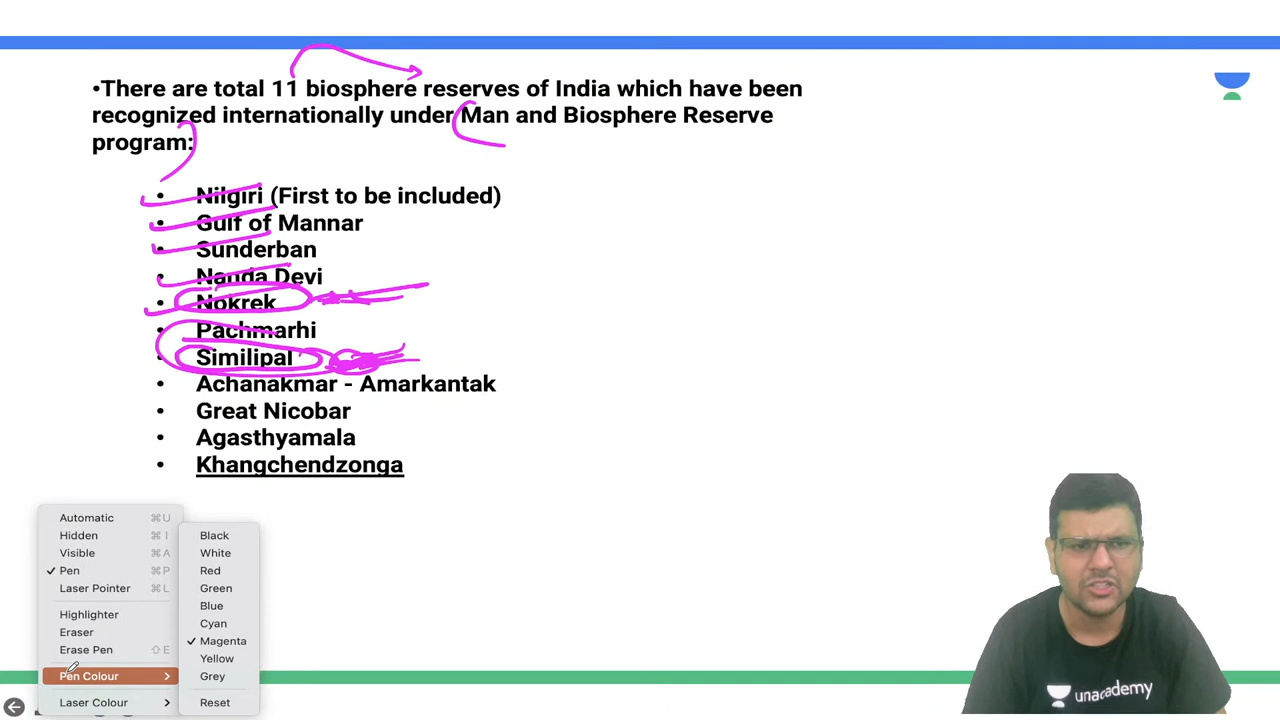 •There are total 11 biosphere reserves of India which have been
recognized internationally under Man and Biosphere Reserve
program:
• Nilgiri (First to be included)
• Gulf of Mannar
• Sunderban
• Nanda Devi
• Nokrek
• Pachmarhi
• Similipal
• Achanakmar - Amarkantak
• Great Nicobar
• Agasthyamala
• Khangchendzonga
Automatic ⌘U
Hidden ⌘I
Visible ⌘A
✓ Pen ⌘P
Laser Pointer ⌘L
Highlighter
Eraser
Erase Pen ⇧E
Pen Colour >
Laser Colour >
Black
White
Red
Green
Blue
Cyan
✓ Magenta
Yellow
Grey
Reset
unacademy